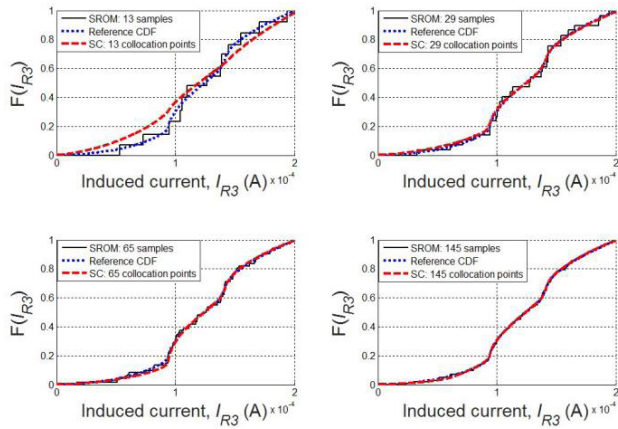 SROM: 13 samples
Reference CDF
SC: 13 collocation points
F(I_R3)
1
0.8
0.6
0.4
0.2
0
0 1 2
Induced current, I_R3 (A) × 10^-4
SROM: 29 samples
Reference CDF
SC: 29 collocation points
F(I_R3)
1
0.8
0.6
0.4
0.2
0
0 1 2
Induced current, I_R3 (A) × 10^-4
SROM: 65 samples
Reference CDF
SC: 65 collocation points
F(I_R3)
1
0.8
0.6
0.4
0.2
0
0 1 2
Induced current, I_R3 (A) × 10^-4
SROM: 145 samples
Reference CDF
SC: 145 collocation points
F(I_R3)
1
0.8
0.6
0.4
0.2
0
0 1 2
Induced current, I_R3 (A) × 10^-4